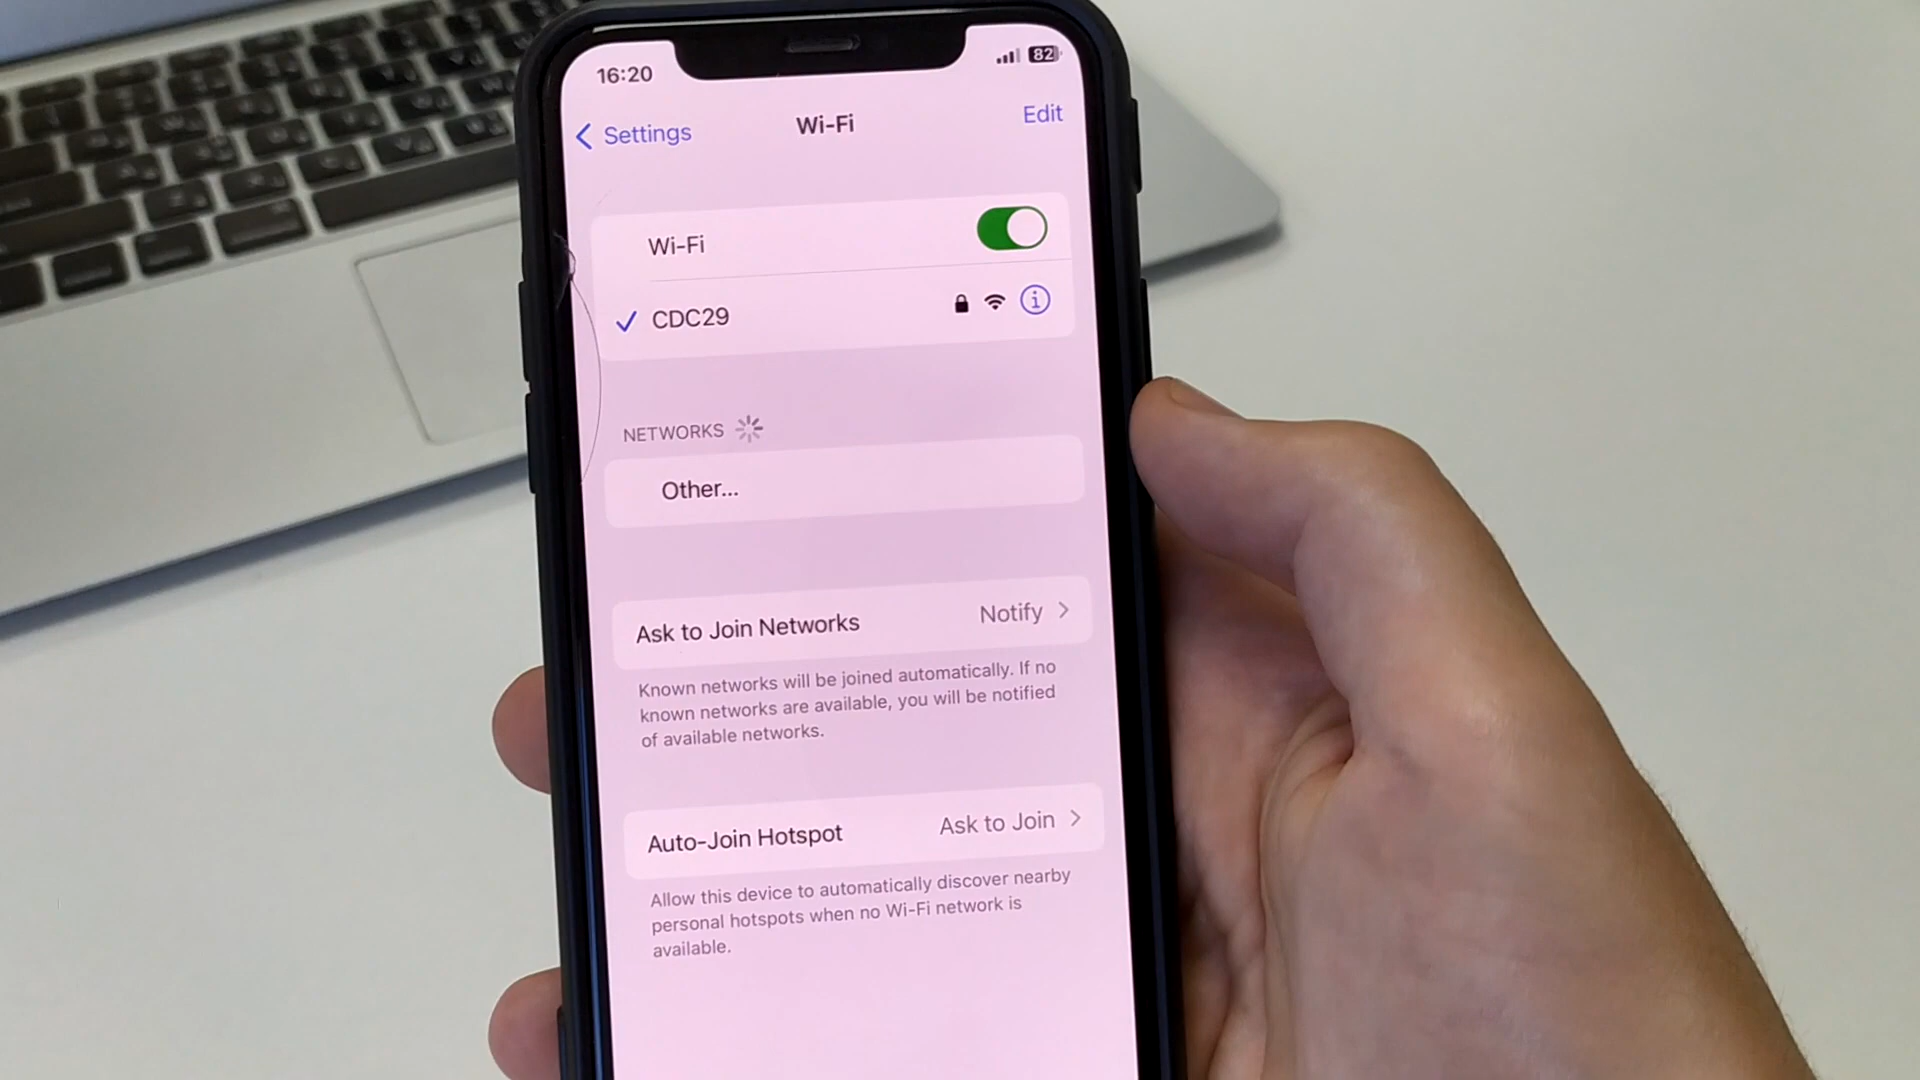 16:20
82
Settings
Wi-Fi
Edit
Wi-Fi
CDC29
NETWORKS
Other...
Ask to Join Networks
Notify
Known networks will be joined automatically. If no
known networks are available, you will be notified
of available networks.
Auto-Join Hotspot
Ask to Join
Allow this device to automatically discover nearby
personal hotspots when no Wi-Fi network is
available.